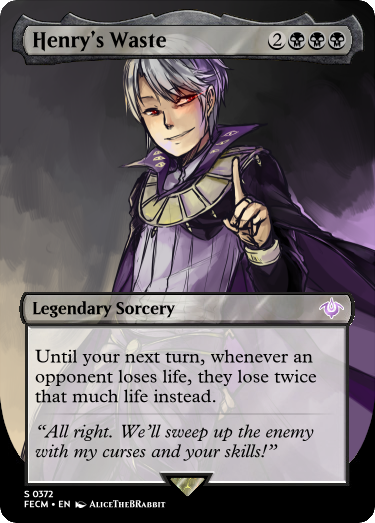 Henry's Waste 2
Legendary Sorcery
Until your next turn, whenever an
opponent loses life, they lose twice
that much life instead.
“All right. We’ll sweep up the enemy
with my curses and your skills!”
S 0372
FECM • EN AliceTheBRabbit